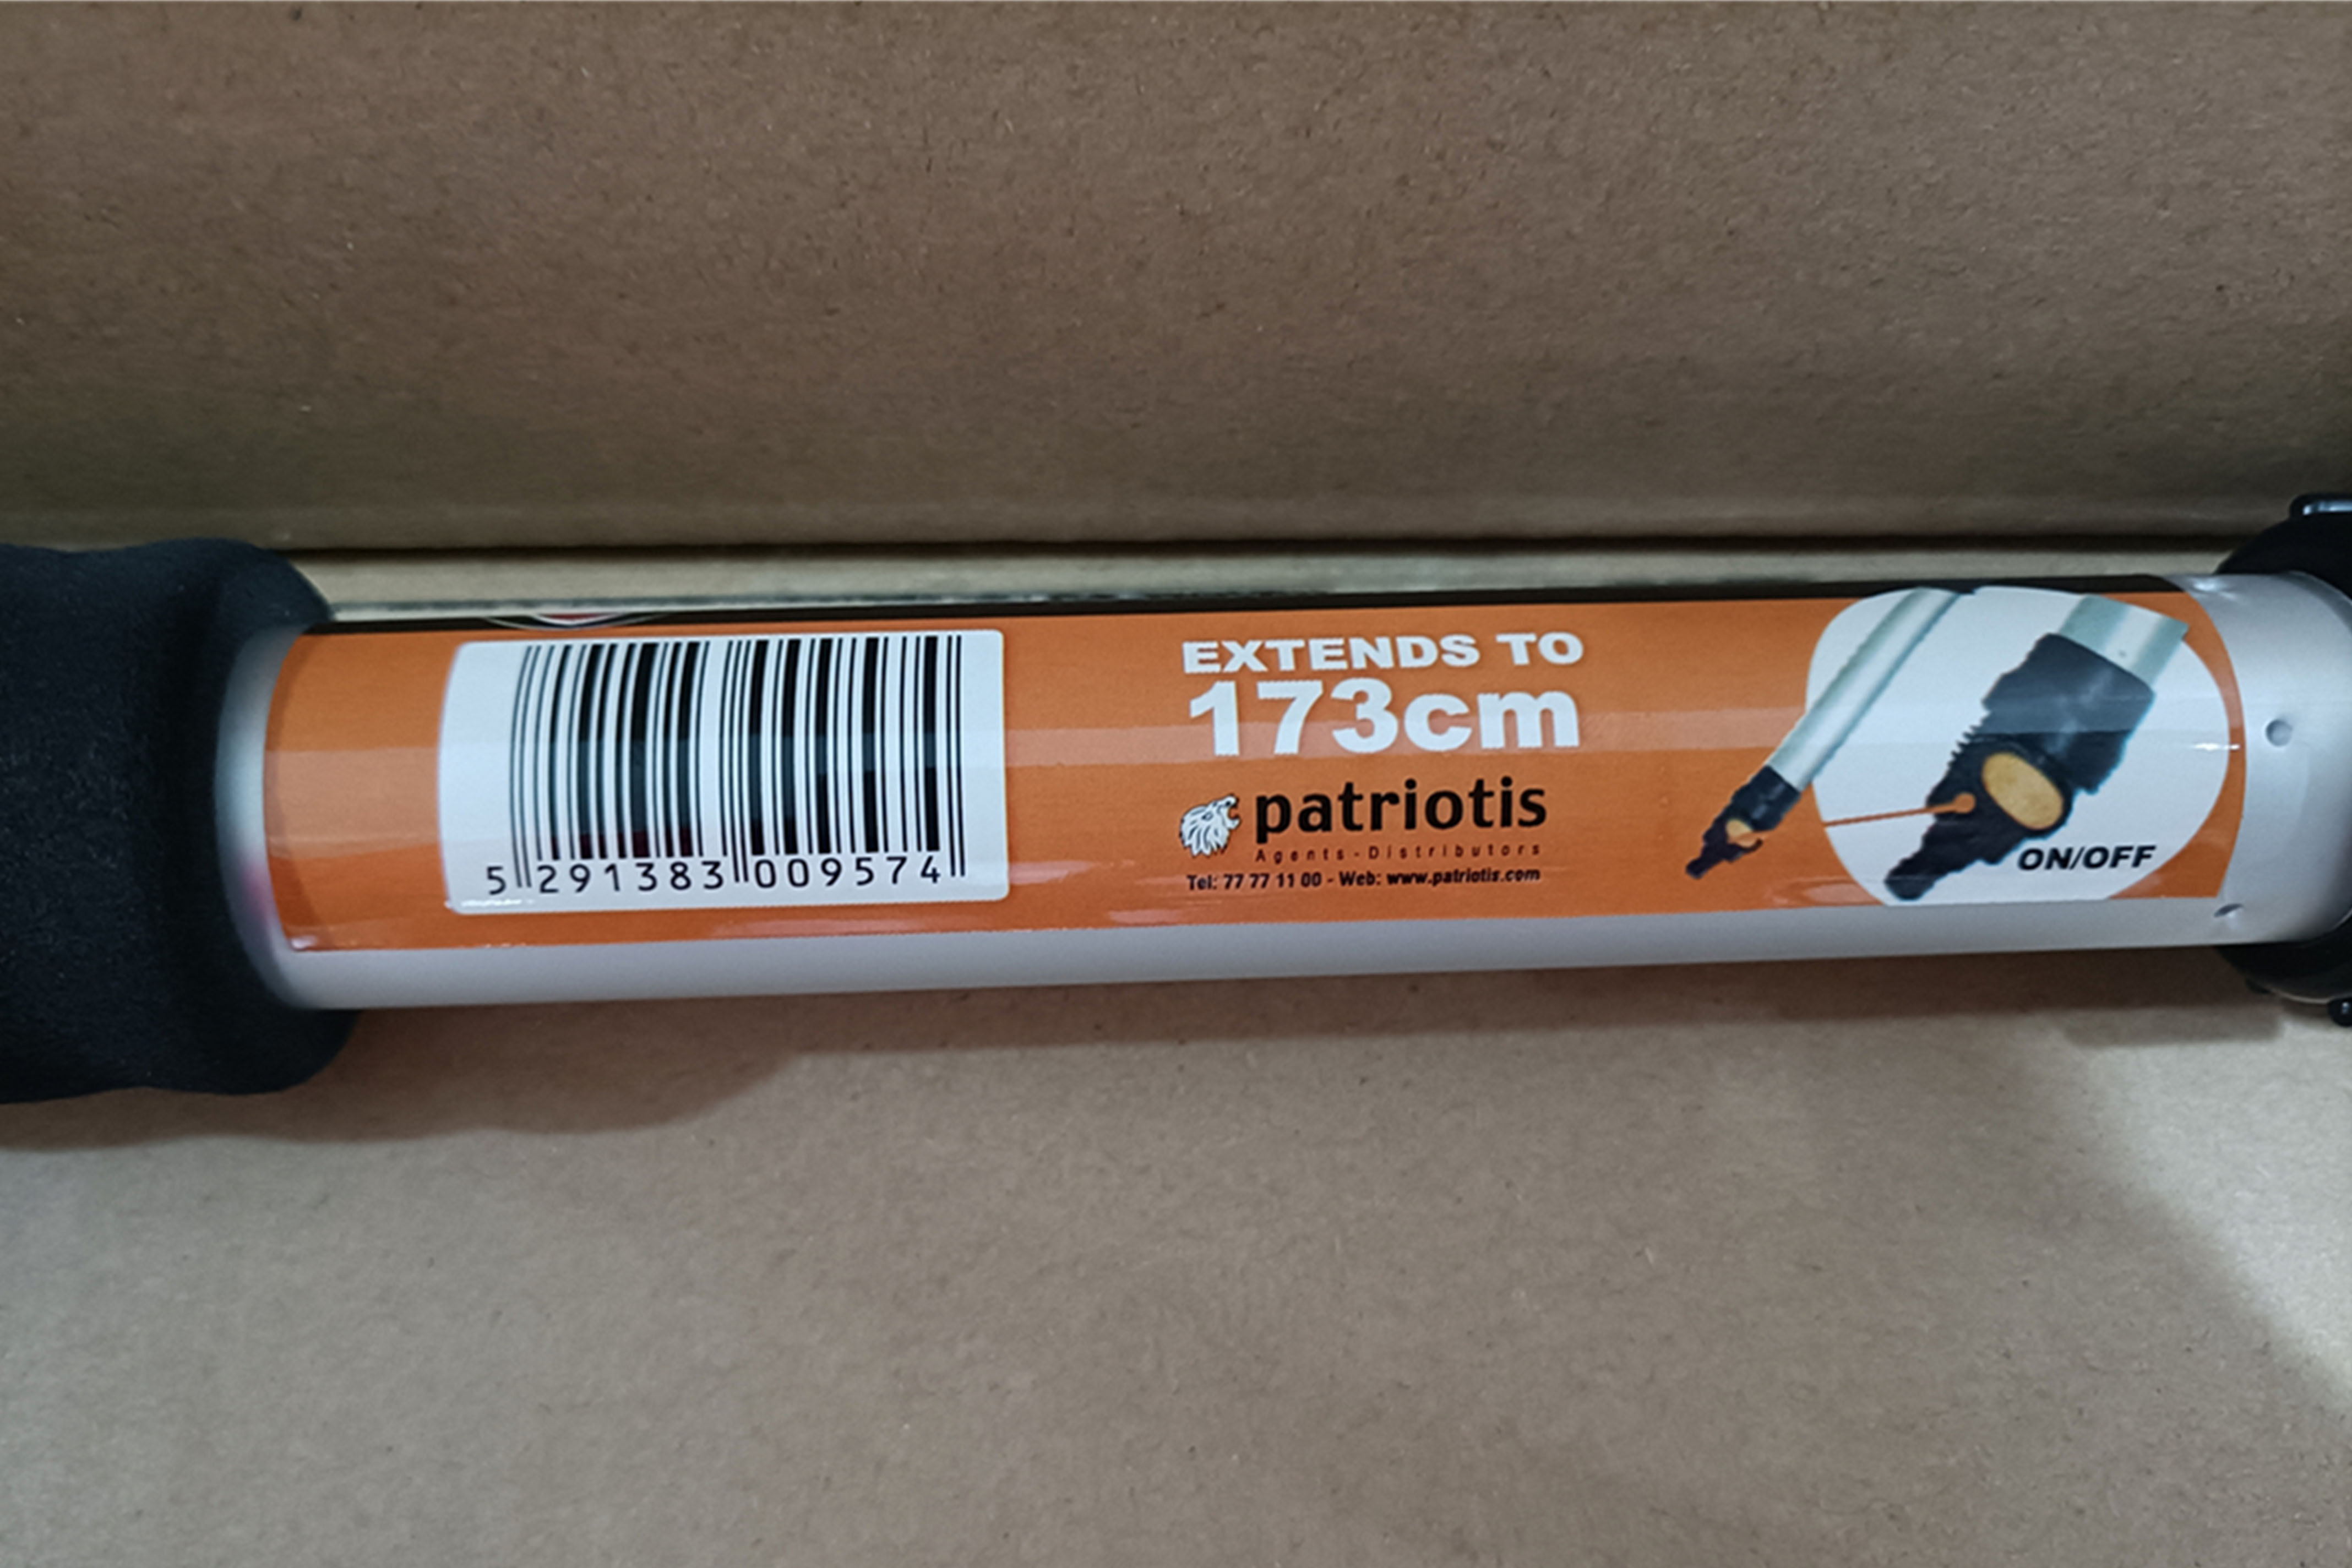 5 291383 009574
EXTENDS TO
173cm
patriotis
Agents-Distributors
Tel: 77 77 11 00 - Web: www.patriotis.com
ON/OFF